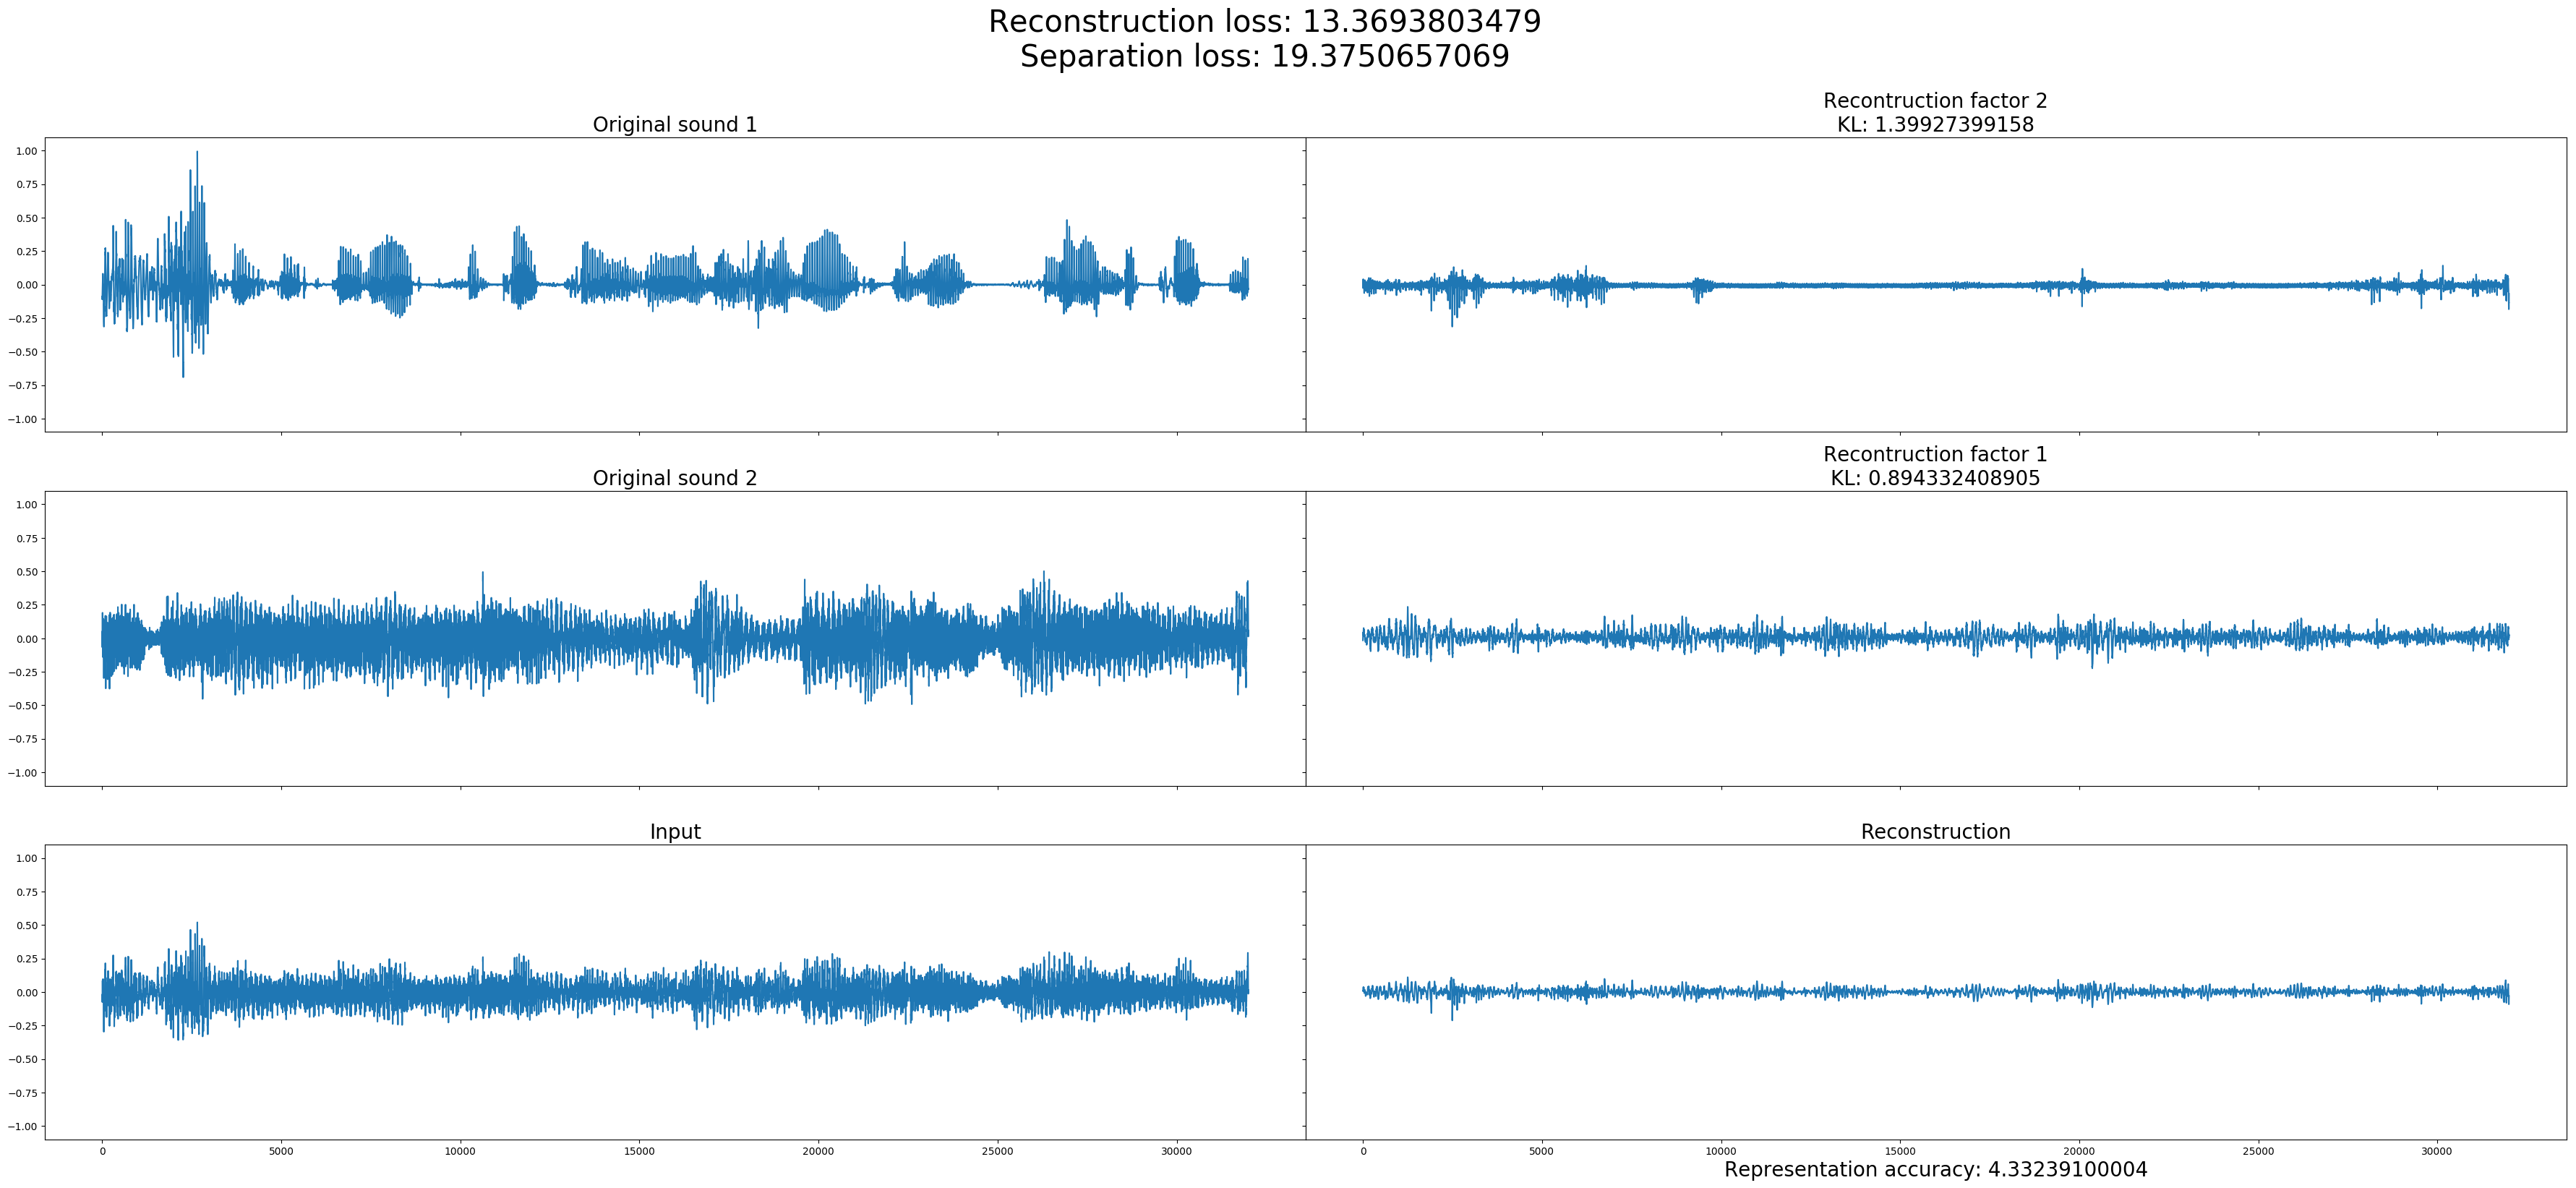 Reconstruction loss: 13.3693803479
Separation loss: 19.3750657069
Original sound 1
Recontruction factor 2
KL: 1.39927399158
1.00
0.75
0.50
0.25
0.00
−0.25
−0.50
−0.75
−1.00
Original sound 2
Recontruction factor 1
KL: 0.894332408905
1.00
0.75
0.50
0.25
0.00
−0.25
−0.50
−0.75
−1.00
Input
Reconstruction
1.00
0.75
0.50
0.25
0.00
−0.25
−0.50
−0.75
−1.00
0 5000 10000 15000 20000 25000 30000
0 5000 10000 15000 20000 25000 30000
Representation accuracy: 4.33239100004